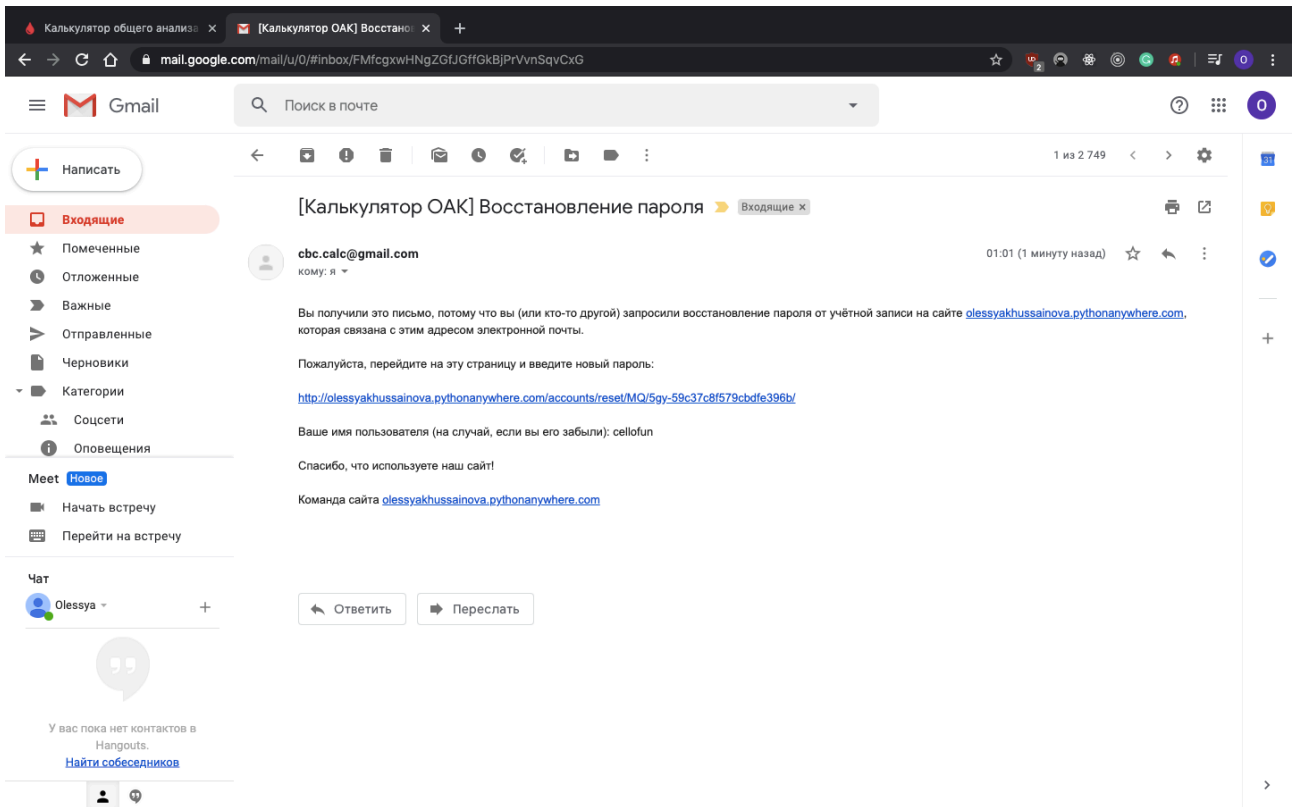 Калькулятор общего анализа
[Калькулятор ОАК] Восстанов
mail.google.com/mail/u/0/#inbox/FMfcgxwHNgZGfJGffGkBjPrVvnSqvCxG
2
O
Gmail
Поиск в почте
O
Написать
1 из 2 749
31
[Калькулятор ОАК] Восстановление пароля
Входящие x
Входящие
Помеченные
Отложенные
Важные
Отправленные
Черновики
Категории
Соцсети
Оповещения
cbc.calc@gmail.com
01:01 (1 минуту назад)
кому: я
Вы получили это письмо, потому что вы (или кто-то другой) запросили восстановление пароля от учётной записи на сайте olessyakhussainova.pythonanywhere.com,
которая связана с этим адресом электронной почты.
Пожалуйста, перейдите на эту страницу и введите новый пароль:
http://olessyakhussainova.pythonanywhere.com/accounts/reset/MQ/5gy-59c37c8f579cbdfe396b/
Ваше имя пользователя (на случай, если вы его забыли): cellofun
Спасибо, что используете наш сайт!
Команда сайта olessyakhussainova.pythonanywhere.com
Ответить
Переслать
Meet Новое
Начать встречу
Перейти на встречу
Чат
Olessya
У вас пока нет контактов в
Hangouts.
Найти собеседников